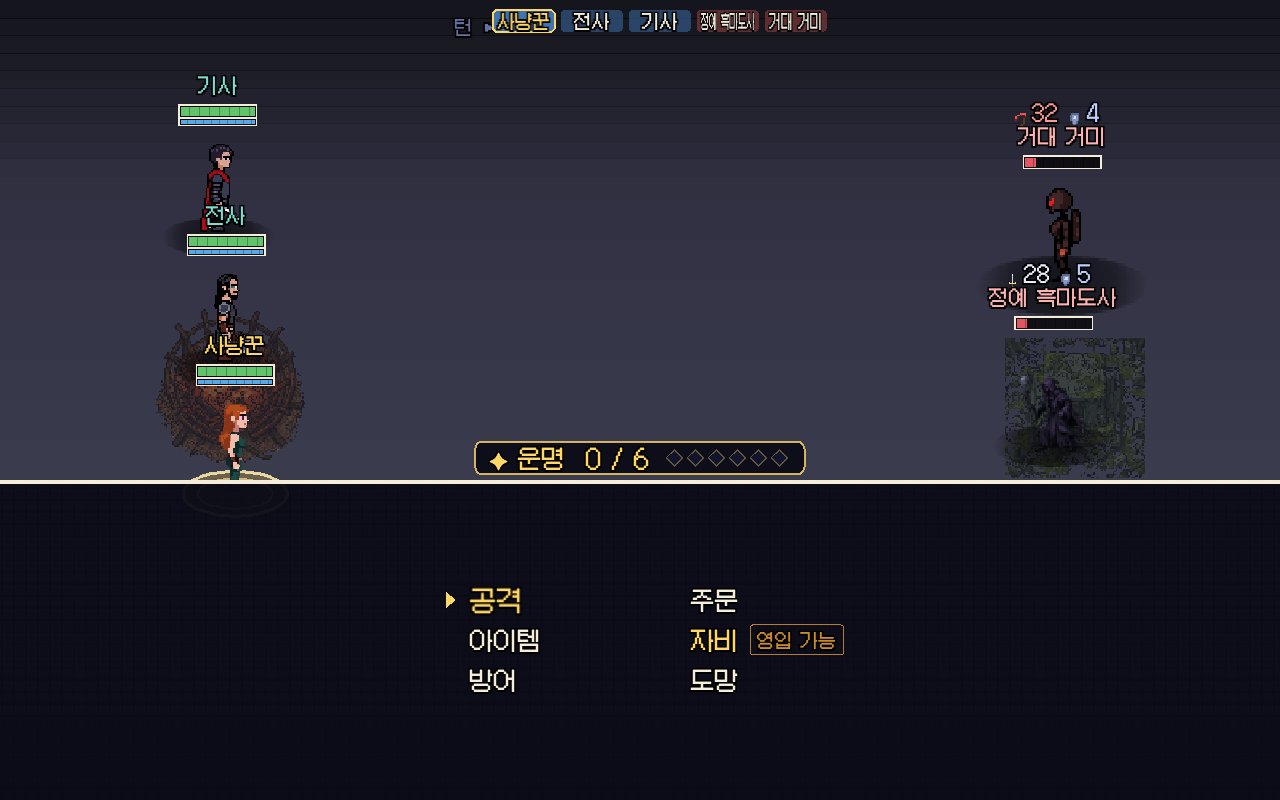 턴 사냥꾼 전사 기사 정예 흑마도사 거대 거미
기사
32 4
거대 거미
전사
28 5
정예 흑마도사
사냥꾼
운명 0 / 6
공격 주문
아이템 자비 영입 가능
방어 도망